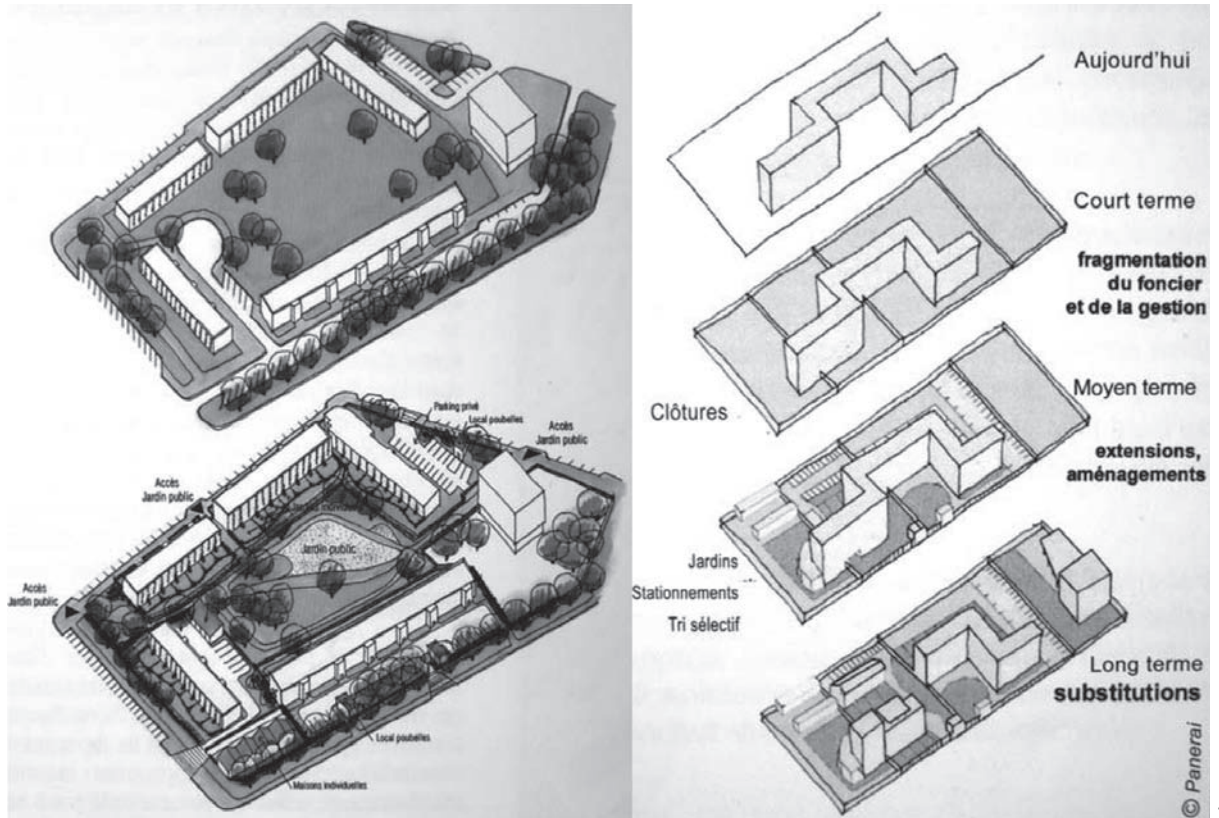 Parking privé
Local poubelles
Accès
Jardin public
Accès
Jardin public
Jardins individuels
Jardin public
Accès
Jardin public
Local poubelles
Maisons individuelles
Aujourd'hui
Court terme
fragmentation
du foncier
et de la gestion
Clôtures
Moyen terme
extensions,
aménagements
Jardins
Stationnements
Tri sélectif
Long terme
substitutions
© Panerai